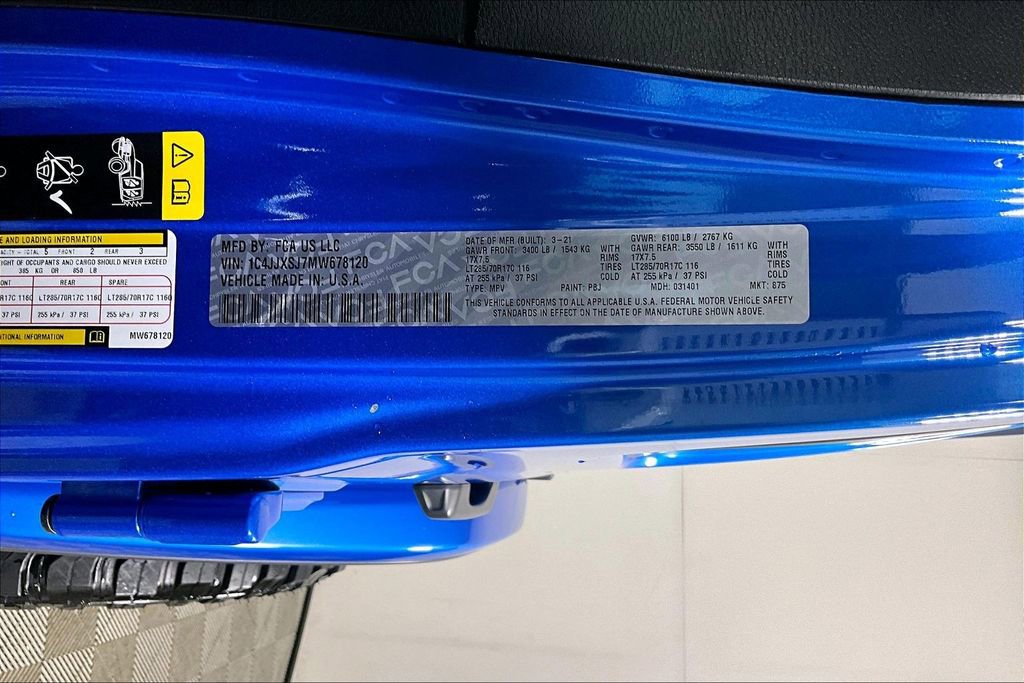 E AND LOADING INFORMATION
ACITY - TOTAL 5 FRONT 2 REAR 3
EIGHT OF OCCUPANTS AND CARGO SHOULD NEVER EXCEED
385 KG OR 850 LB
REAR SPARE
70R17C 116Q LT285/70R17C 116Q LT285/70R17C 116Q
37 PSI 255 kPa / 37 PSI 255 kPa / 37 PSI
TIONAL INFORMATION MW678120
MFD BY: FCA US LLC
VIN: 1C4JJXSJ7MW678120
VEHICLE MADE IN: U.S.A.
DATE OF MFR (BUILT): 3-21 GVWR: 6100 LB / 2767 KG
GAWR FRONT: 3400 LB / 1543 KG WITH GAWR REAR: 3550 LB / 1611 KG WITH
17X7.5 RIMS 17X7.5 RIMS
LT285/70R17C 116 TIRES LT285/70R17C 116 TIRES
AT 255 kPa / 37 PSI COLD AT 255 kPa / 37 PSI COLD
TYPE: MPV PAINT: PBJ MDH: 031401 MKT: 875
THIS VEHICLE CONFORMS TO ALL APPLICABLE U.S.A. FEDERAL MOTOR VEHICLE SAFETY
STANDARDS IN EFFECT ON THE DATE OF MANUFACTURE SHOWN ABOVE.